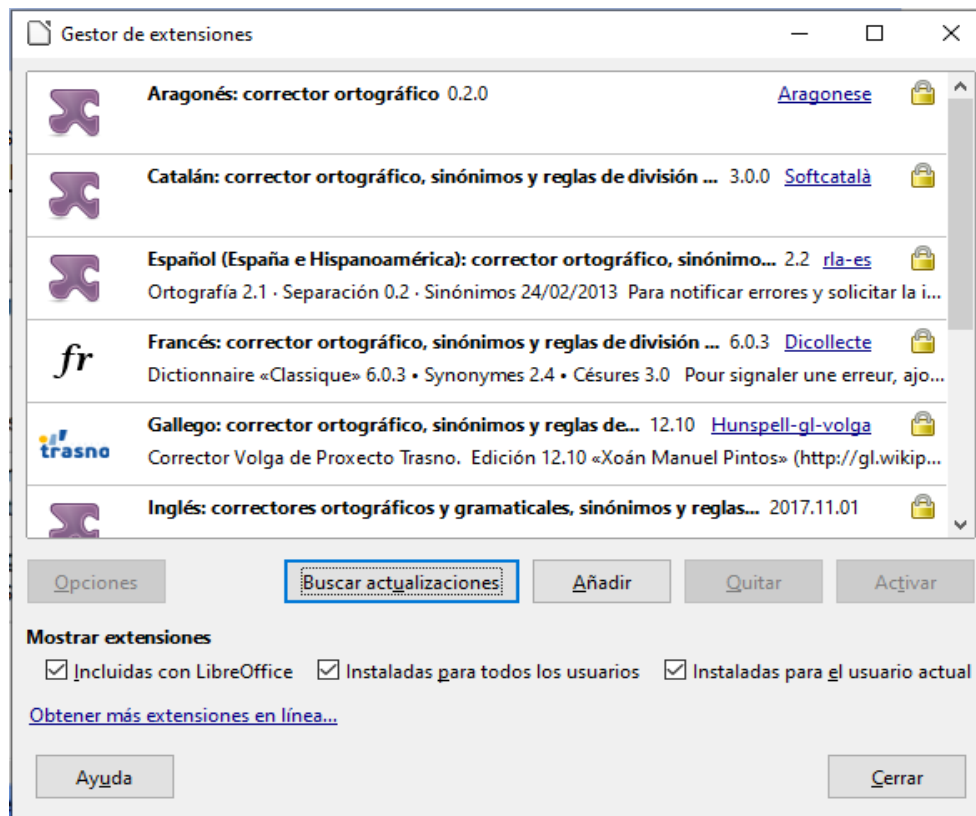 Gestor de extensiones
Aragonés: corrector ortográfico 0.2.0 Aragonese
Catalán: corrector ortográfico, sinónimos y reglas de división ... 3.0.0 Softcatalà
Español (España e Hispanoamérica): corrector ortográfico, sinónimo... 2.2 rla-es
Ortografía 2.1 · Separación 0.2 · Sinónimos 24/02/2013 Para notificar errores y solicitar la i...
fr
Francés: corrector ortográfico, sinónimos y reglas de división ... 6.0.3 Dicollecte
Dictionnaire «Classique» 6.0.3 • Synonymes 2.4 • Césures 3.0 Pour signaler une erreur, ajo...
trasno
Gallego: corrector ortográfico, sinónimos y reglas de... 12.10 Hunspell-gl-volga
Corrector Volga de Proxecto Trasno. Edición 12.10 «Xoán Manuel Pintos» (http://gl.wikip...
Inglés: correctores ortográficos y gramaticales, sinónimos y reglas... 2017.11.01
Opciones Buscar actualizaciones Añadir Quitar Activar
Mostrar extensiones
Incluidas con LibreOffice Instaladas para todos los usuarios Instaladas para el usuario actual
Obtener más extensiones en línea...
Ayuda Cerrar